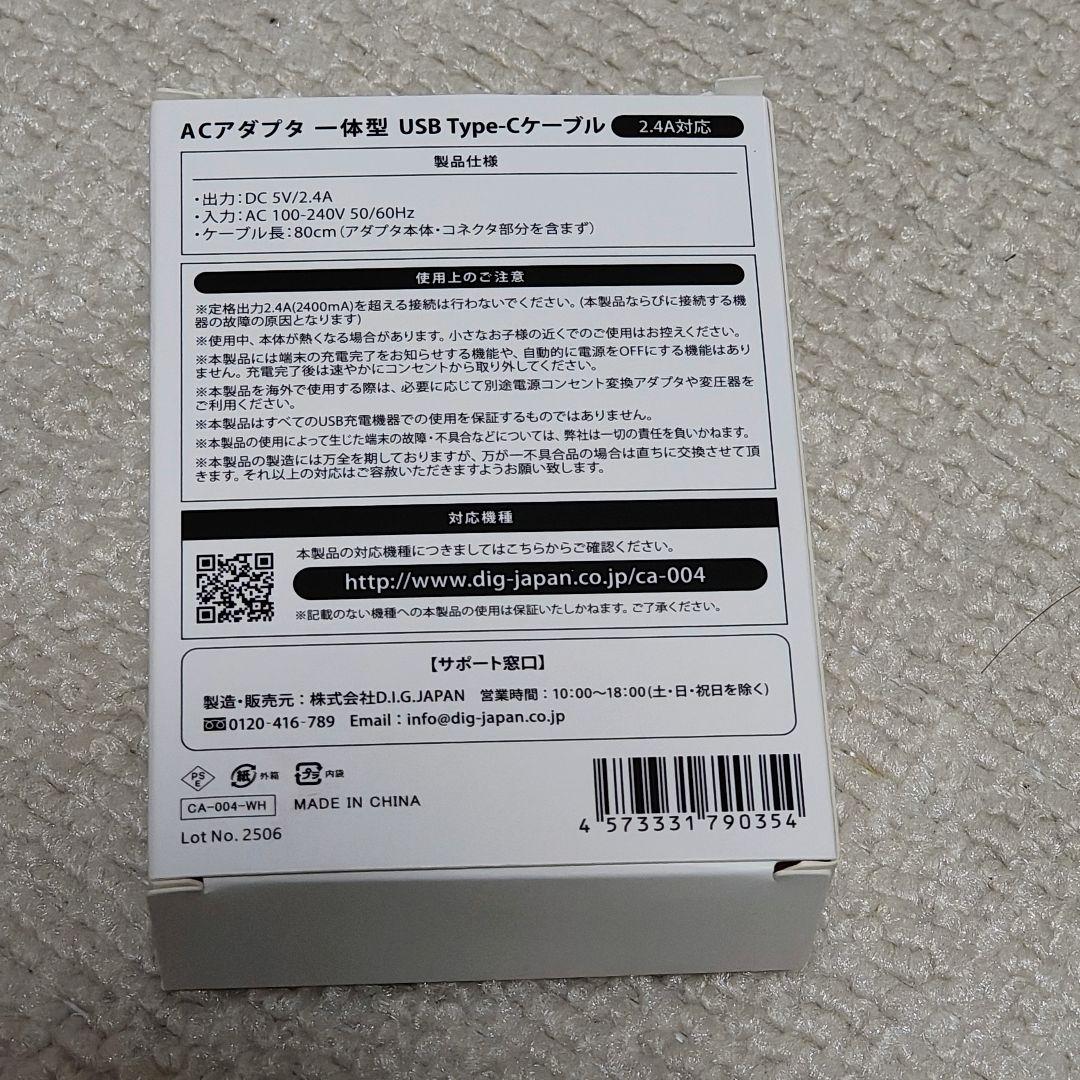 ACアダプタ 一体型 USB Type-Cケーブル 2.4A対応
製品仕様
・出力：DC 5V/2.4A
・入力：AC 100-240V 50/60Hz
・ケーブル長：80cm（アダプタ本体・コネクタ部分を含まず）
使用上のご注意
※定格出力2.4A(2400mA)を超える接続は行わないでください。(本製品ならびに接続する機
器の故障の原因となります)
※使用中、本体が熱くなる場合があります。小さなお子様の近くでのご使用はお控えください。
※本製品には端末の充電完了をお知らせする機能や、自動的に電源をOFFにする機能はあり
ません。充電完了後は速やかにコンセントから取り外してください。
※本製品を海外で使用する際は、必要に応じて別途電源コンセント変換アダプタや変圧器を
ご利用ください。
※本製品はすべてのUSB充電機器での使用を保証するものではありません。
※本製品の使用によって生じた端末の故障・不具合などについては、弊社は一切の責任を負いかねます。
※本製品の製造には万全を期しておりますが、万が一不具合品の場合は直ちに交換させて頂
きます。それ以上の対応はご容赦いただきますようお願い致します。
対応機種
本製品の対応機種につきましてはこちらからご確認ください。
http://www.dig-japan.co.jp/ca-004
※記載のない機種への本製品の使用は保証いたしかねます。ご了承ください。
【サポート窓口】
製造・販売元：株式会社D.I.G.JAPAN 営業時間：10:00～18:00(土・日・祝日を除く)
0120-416-789 Email：info@dig-japan.co.jp
PSE 紙 外箱 プラ 内袋
CA-004-WH MADE IN CHINA
Lot No. 2506
4 573331 790354